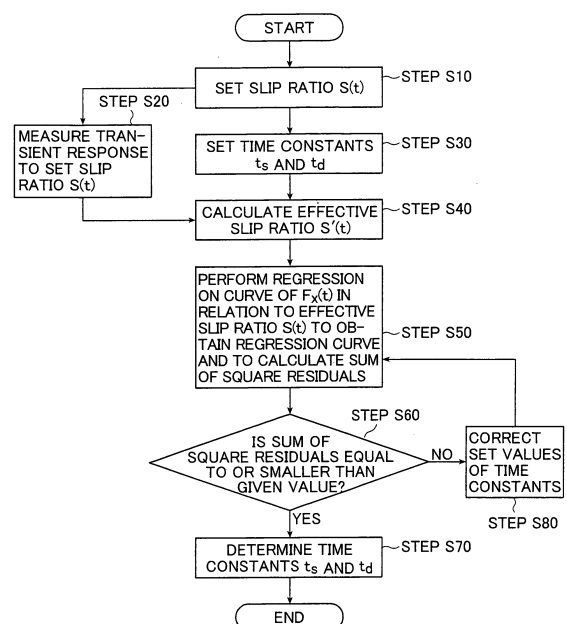 START
SET SLIP RATIO S(t)
STEP S10
STEP S20
MEASURE TRAN-
SIENT RESPONSE
TO SET SLIP
RATIO S(t)
SET TIME CONSTANTS
ts AND td
STEP S30
CALCULATE EFFECTIVE
SLIP RATIO S'(t)
STEP S40
PERFORM REGRESSION
ON CURVE OF Fx(t) IN
RELATION TO EFFECTIVE
SLIP RATIO S(t) TO OB-
TAIN REGRESSION CURVE
AND TO CALCULATE SUM
OF SQUARE RESIDUALS
STEP S50
STEP S60
IS SUM OF
SQUARE RESIDUALS EQUAL
TO OR SMALLER THAN
GIVEN VALUE?
NO
CORRECT
SET VALUES
OF TIME
CONSTANTS
STEP S80
YES
DETERMINE TIME
CONSTANTS ts AND td
STEP S70
END